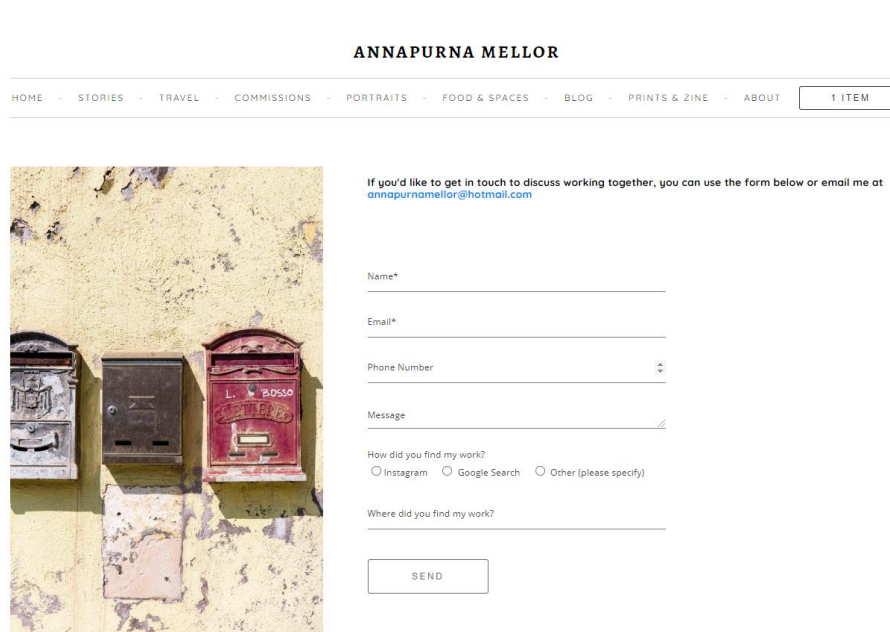 ANNAPURNA MELLOR
HOME - STORIES - TRAVEL - COMMISSIONS - PORTRAITS - FOOD & SPACES - BLOG - PRINTS & ZINE - ABOUT 1 ITEM
If you'd like to get in touch to discuss working together, you can use the form below or email me at
annapurnamellor@hotmail.com
Name*
Email*
Phone Number
Message
How did you find my work?
Instagram Google Search Other (please specify)
Where did you find my work?
SEND
L. BOSSO
LETTERE